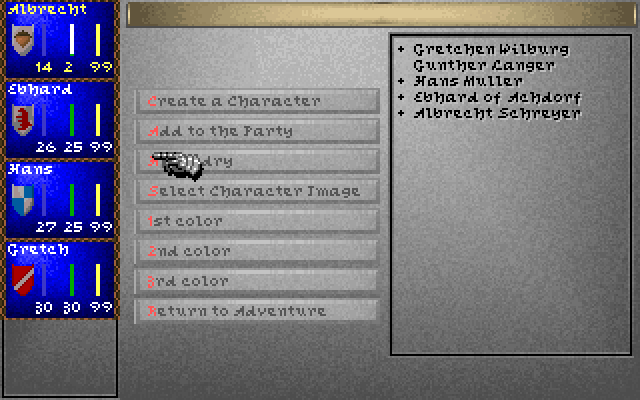 Albrecht
14 2 99
Ebhard
26 25 99
Hans
27 25 99
Gretch
30 30 99
Create a Character
Add to the Party
dry
Select Character Image
1st color
2nd color
3rd color
Return to Adventure
+ Gretchen Wilburg
Gunther Langer
+ Hans Muller
+ Ebhard of Achdorf
+ Albrecht Schreyer